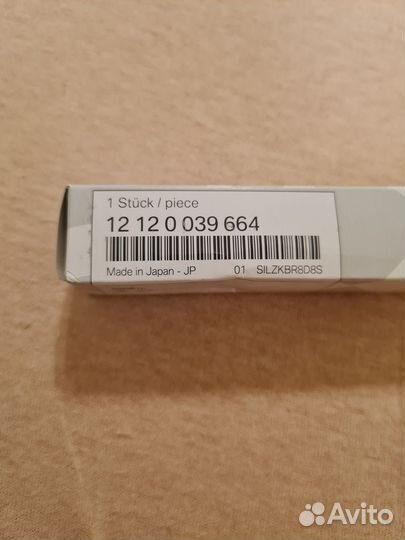 1 Stück / piece
12 12 0 039 664
Made in Japan - JP 01 SILZKBR8D8S
Avito